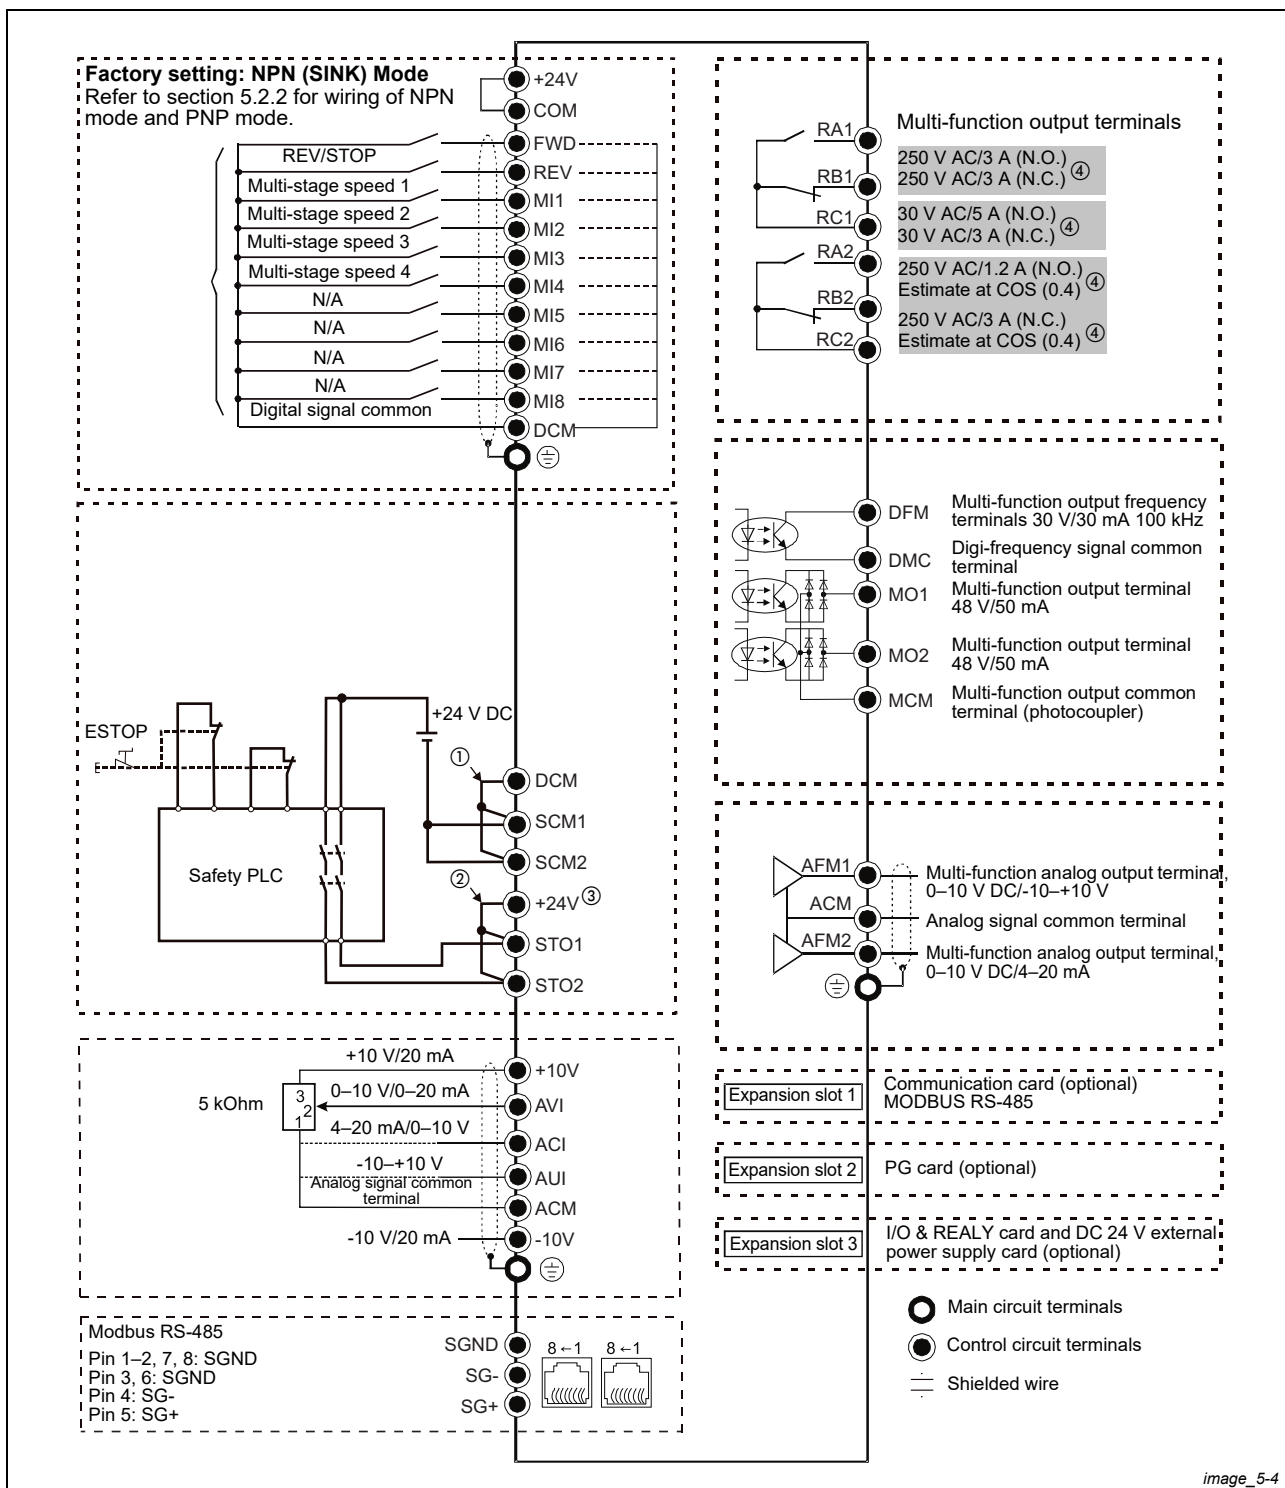 Factory setting: NPN (SINK) Mode
Refer to section 5.2.2 for wiring of NPN
mode and PNP mode.
+24V
COM
FWD
REV/STOP
REV
Multi-stage speed 1
MI1
Multi-stage speed 2
MI2
Multi-stage speed 3
MI3
Multi-stage speed 4
MI4
N/A
MI5
N/A
MI6
N/A
MI7
N/A
MI8
Digital signal common
DCM
ESTOP
+24 V DC
①
DCM
SCM1
SCM2
Safety PLC
②
+24V③
STO1
STO2
+10 V/20 mA
+10V
5 kOhm
3
2
1
0–10 V/0–20 mA
AVI
4–20 mA/0–10 V
ACI
-10–+10 V
AUI
Analog signal common
terminal
ACM
-10 V/20 mA
-10V
Modbus RS-485
Pin 1–2, 7, 8: SGND
Pin 3, 6: SGND
Pin 4: SG-
Pin 5: SG+
SGND
SG-
SG+
8←1
8←1
RA1
Multi-function output terminals
250 V AC/3 A (N.O.)
250 V AC/3 A (N.C.) ④
RB1
RC1
30 V AC/5 A (N.O.)
30 V AC/3 A (N.C.) ④
RA2
250 V AC/1.2 A (N.O.)
Estimate at COS (0.4) ④
RB2
250 V AC/3 A (N.C.)
Estimate at COS (0.4) ④
RC2
DFM
Multi-function output frequency
terminals 30 V/30 mA 100 kHz
DMC
Digi-frequency signal common
terminal
MO1
Multi-function output terminal
48 V/50 mA
MO2
Multi-function output terminal
48 V/50 mA
MCM
Multi-function output common
terminal (photocoupler)
AFM1
Multi-function analog output terminal,
0–10 V DC/-10–+10 V
ACM
Analog signal common terminal
AFM2
Multi-function analog output terminal,
0–10 V DC/4–20 mA
Expansion slot 1
Communication card (optional)
MODBUS RS-485
Expansion slot 2
PG card (optional)
Expansion slot 3
I/O & REALY card and DC 24 V external
power supply card (optional)
Main circuit terminals
Control circuit terminals
Shielded wire
image_5-4